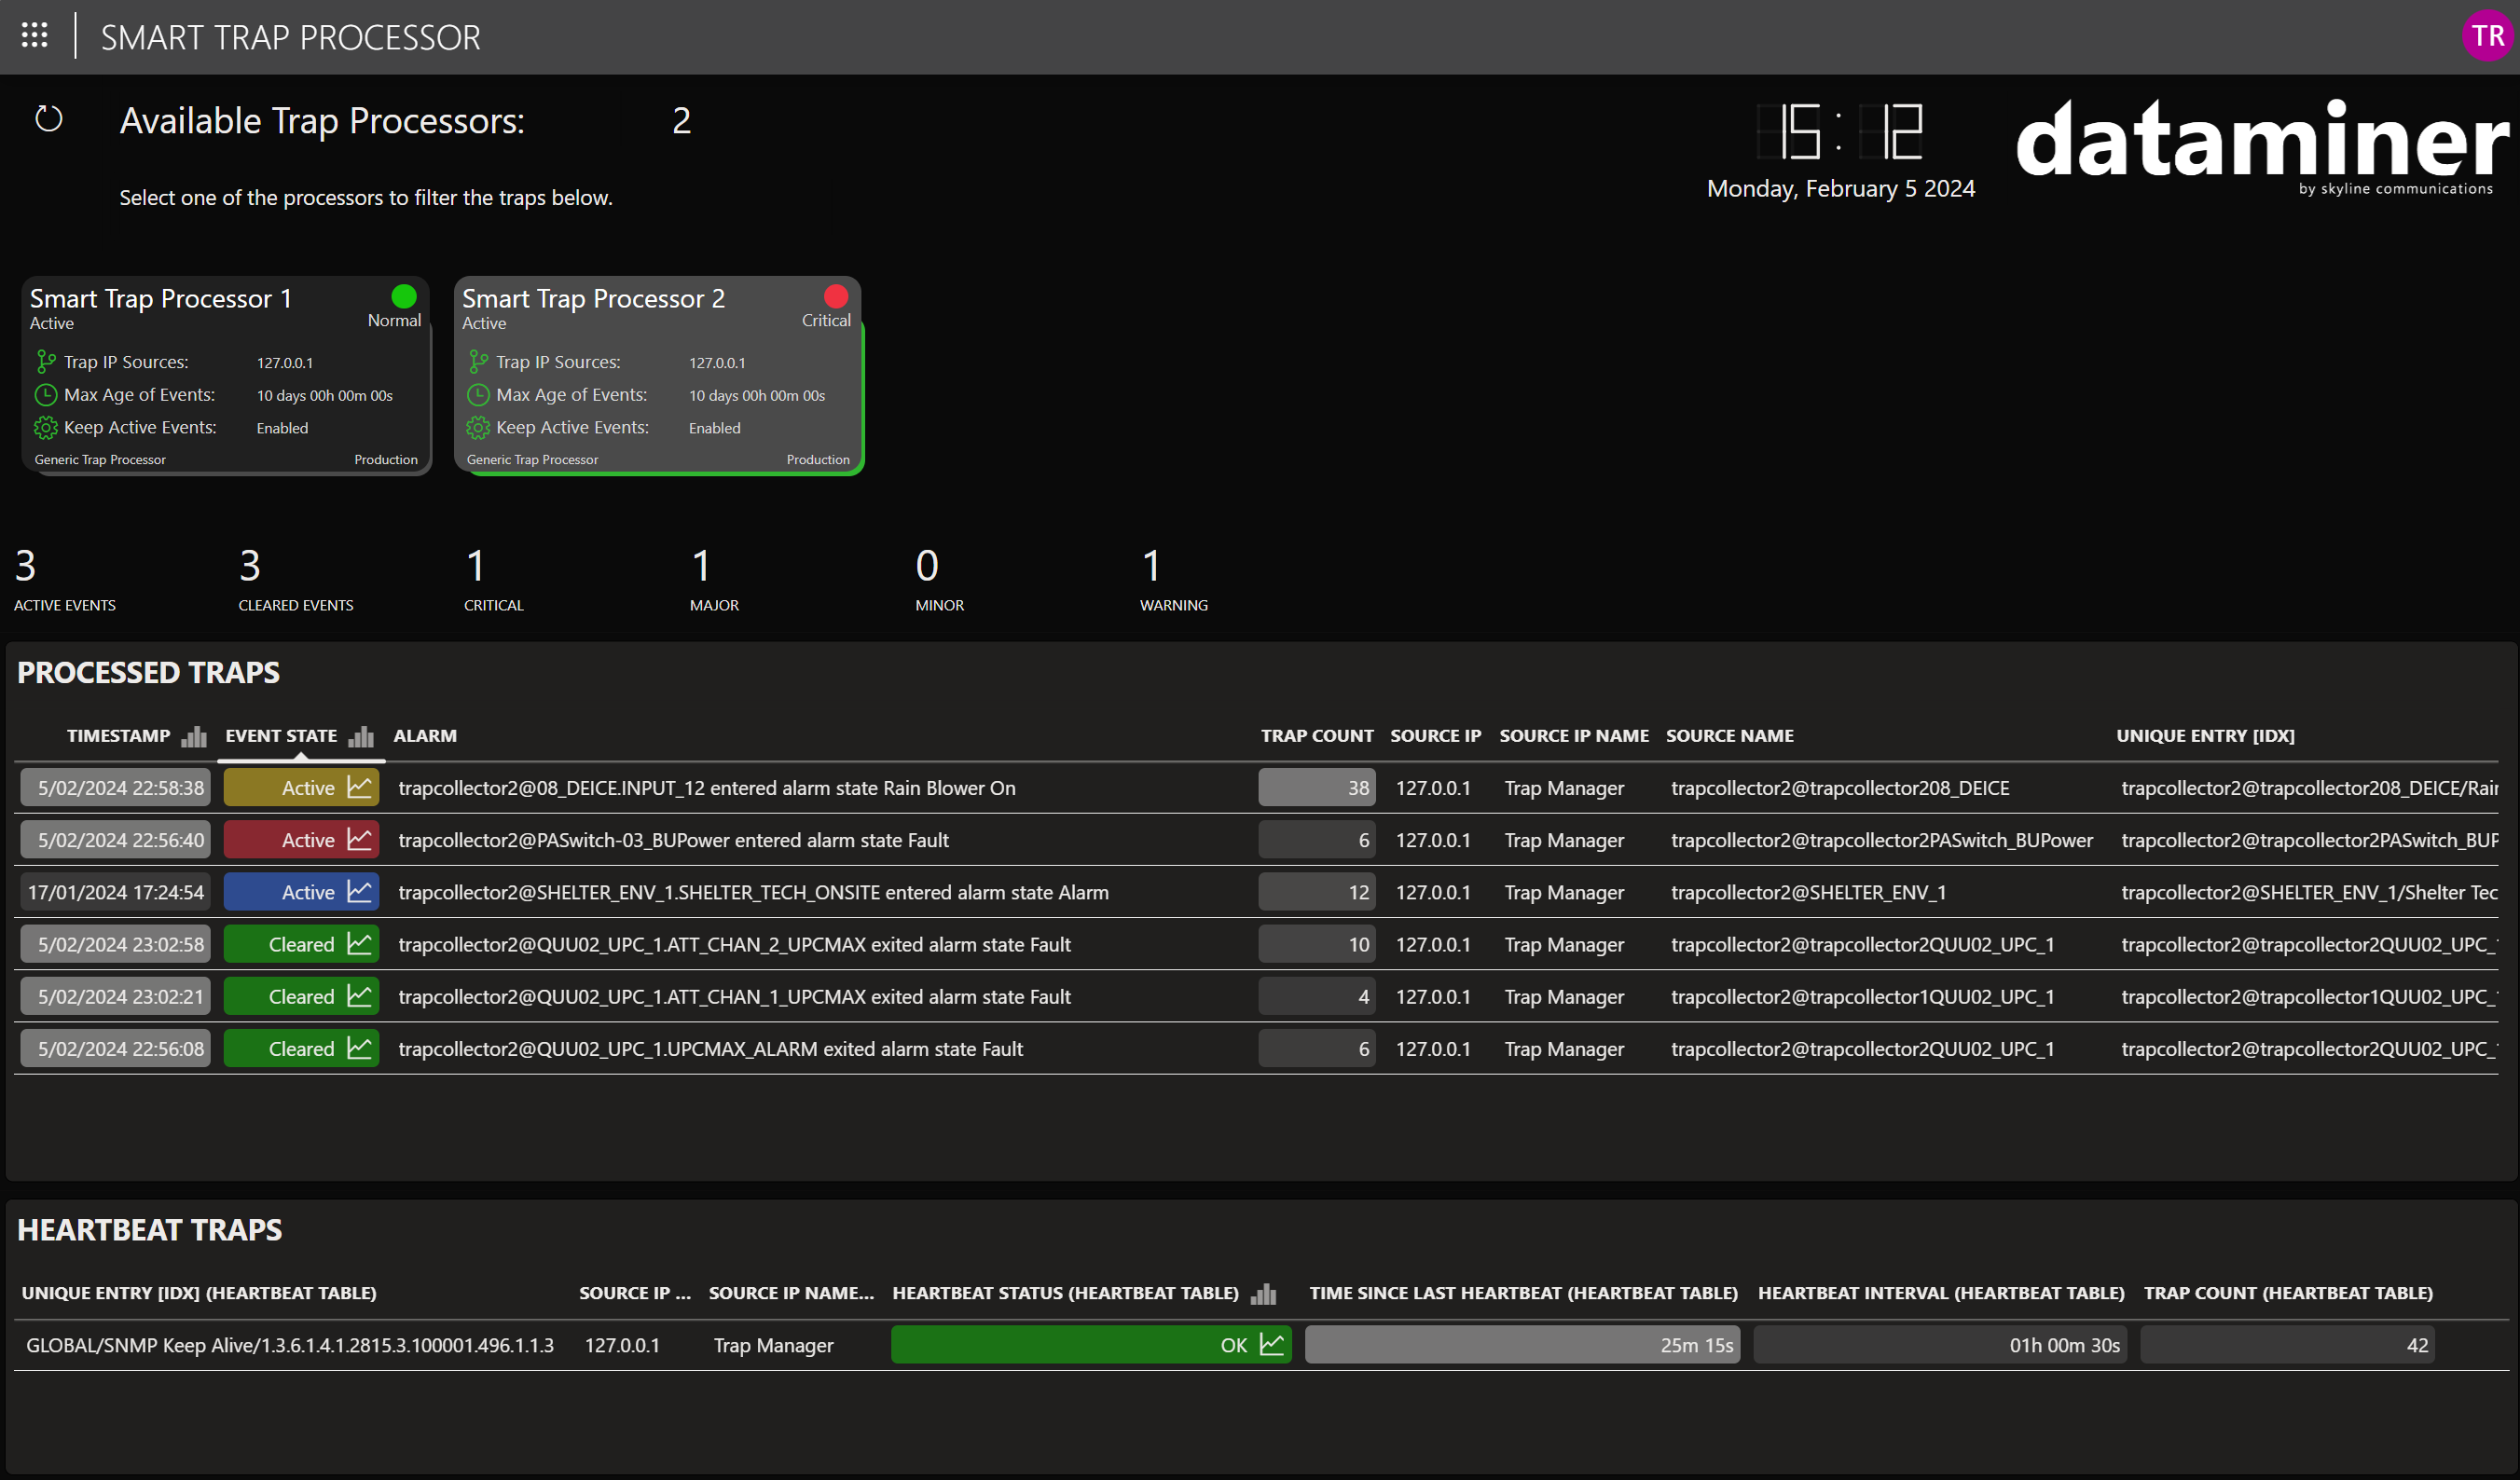 SMART TRAP PROCESSOR
TR
Available Trap Processors: 2
15:12
dataminer
by skyline communications
Monday, February 5 2024
Select one of the processors to filter the traps below.
Smart Trap Processor 1
Active
Normal
Trap IP Sources: 127.0.0.1
Max Age of Events: 10 days 00h 00m 00s
Keep Active Events: Enabled
Generic Trap Processor Production
Smart Trap Processor 2
Active
Critical
Trap IP Sources: 127.0.0.1
Max Age of Events: 10 days 00h 00m 00s
Keep Active Events: Enabled
Generic Trap Processor Production
3 3 1 1 0 1
ACTIVE EVENTS CLEARED EVENTS CRITICAL MAJOR MINOR WARNING
PROCESSED TRAPS
TIMESTAMP EVENT STATE ALARM TRAP COUNT SOURCE IP SOURCE IP NAME SOURCE NAME UNIQUE ENTRY [IDX]
5/02/2024 22:58:38 Active trapcollector2@08_DEICE.INPUT_12 entered alarm state Rain Blower On 38 127.0.0.1 Trap Manager trapcollector2@trapcollector208_DEICE trapcollector2@trapcollector208_DEICE/Rain
5/02/2024 22:56:40 Active trapcollector2@PASwitch-03_BUPower entered alarm state Fault 6 127.0.0.1 Trap Manager trapcollector2@trapcollector2PASwitch_BUPower trapcollector2@trapcollector2PASwitch_BUP
17/01/2024 17:24:54 Active trapcollector2@SHELTER_ENV_1.SHELTER_TECH_ONSITE entered alarm state Alarm 12 127.0.0.1 Trap Manager trapcollector2@SHELTER_ENV_1 trapcollector2@SHELTER_ENV_1/Shelter Tec
5/02/2024 23:02:58 Cleared trapcollector2@QUU02_UPC_1.ATT_CHAN_2_UPCMAX exited alarm state Fault 10 127.0.0.1 Trap Manager trapcollector2@trapcollector2QUU02_UPC_1 trapcollector2@trapcollector2QUU02_UPC_1
5/02/2024 23:02:21 Cleared trapcollector2@QUU02_UPC_1.ATT_CHAN_1_UPCMAX exited alarm state Fault 4 127.0.0.1 Trap Manager trapcollector2@trapcollector1QUU02_UPC_1 trapcollector2@trapcollector1QUU02_UPC_1
5/02/2024 22:56:08 Cleared trapcollector2@QUU02_UPC_1.UPCMAX_ALARM exited alarm state Fault 6 127.0.0.1 Trap Manager trapcollector2@trapcollector2QUU02_UPC_1 trapcollector2@trapcollector2QUU02_UPC_1
HEARTBEAT TRAPS
UNIQUE ENTRY [IDX] (HEARTBEAT TABLE) SOURCE IP ... SOURCE IP NAME... HEARTBEAT STATUS (HEARTBEAT TABLE) TIME SINCE LAST HEARTBEAT (HEARTBEAT TABLE) HEARTBEAT INTERVAL (HEARTBEAT TABLE) TRAP COUNT (HEARTBEAT TABLE)
GLOBAL/SNMP Keep Alive/1.3.6.1.4.1.2815.3.100001.496.1.1.3 127.0.0.1 Trap Manager OK 25m 15s 01h 00m 30s 42